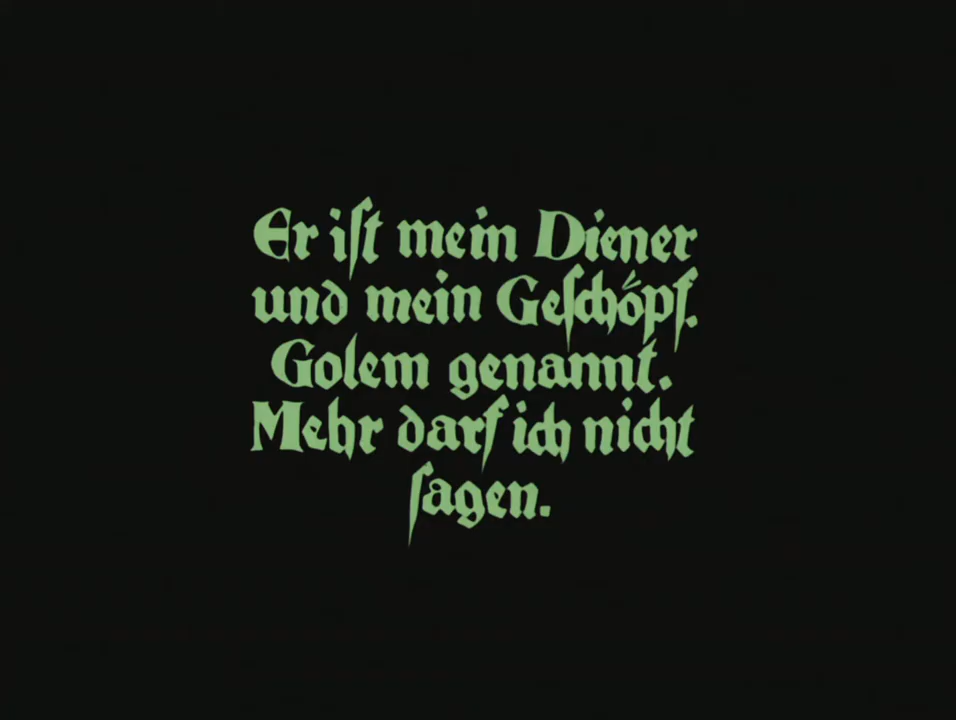 Er iſt mein Diener
und mein Geſchöpf.
Golem genannt.
Mehr darf ich nicht
ſagen.